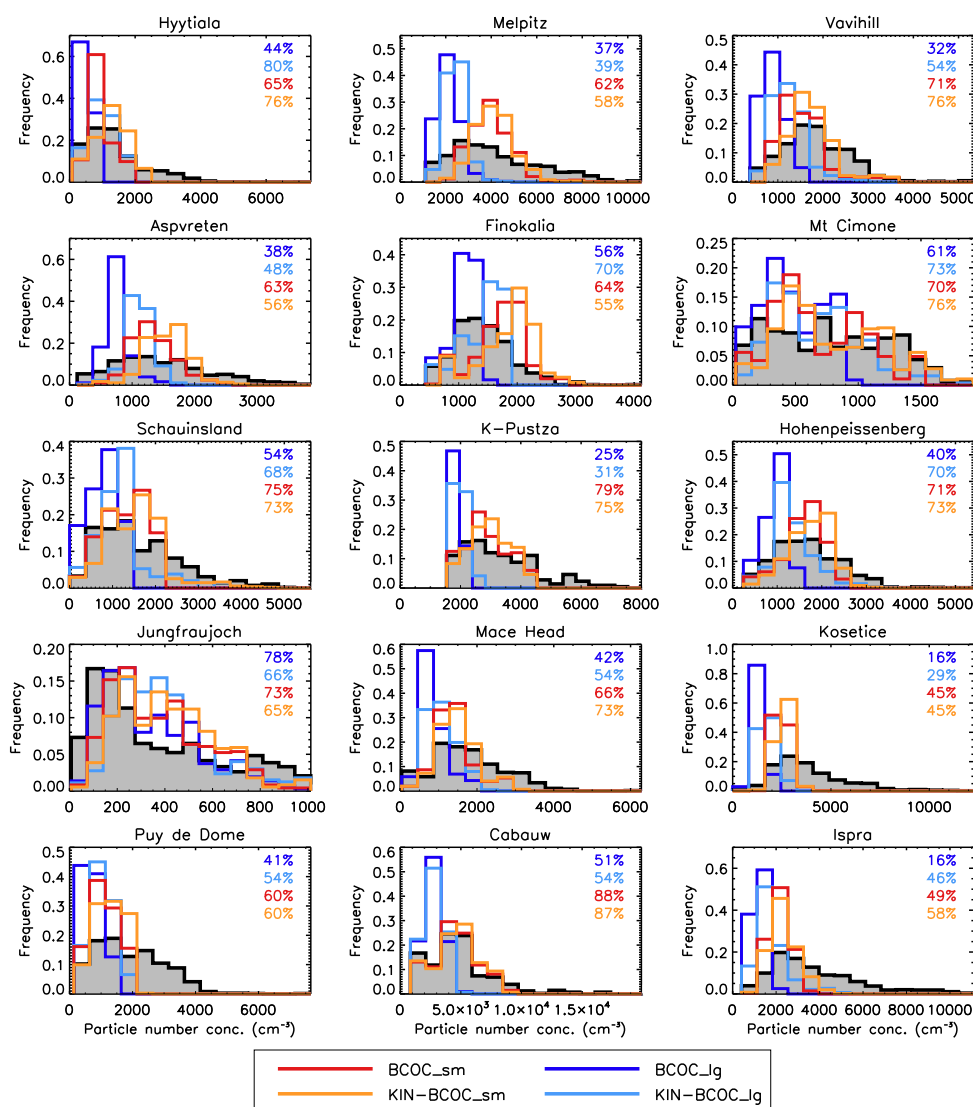 Hyytiala Melpitz Vavihill
0.8 0.6 0.4 0.2 0.0 Frequency 44% 80% 65% 76% 0 2000 4000 6000
0.5 0.4 0.3 0.2 0.1 0.0 Frequency 37% 39% 62% 58% 0 2000 4000 6000 8000 10000
0.5 0.4 0.3 0.2 0.1 0.0 Frequency 32% 54% 71% 76% 0 1000 2000 3000 4000 5000
Aspvreten Finokalia Mt Cimone
0.6 0.4 0.2 0.0 Frequency 38% 48% 63% 56% 0 1000 2000 3000
0.4 0.3 0.2 0.1 0.0 Frequency 56% 70% 64% 55% 0 1000 2000 3000 4000
0.25 0.20 0.15 0.10 0.05 0.00 Frequency 61% 73% 70% 76% 0 500 1000 1500
Schauinsland K-Pustza Hohenpeissenberg
0.4 0.3 0.2 0.1 0.0 Frequency 54% 68% 75% 73% 0 1000 2000 3000 4000 5000
0.5 0.4 0.3 0.2 0.1 0.0 Frequency 25% 31% 79% 75% 0 2000 4000 6000 8000
0.6 0.4 0.2 0.0 Frequency 40% 70% 71% 73% 0 1000 2000 3000 4000 5000
Jungfraujoch Mace Head Kosetice
0.20 0.15 0.10 0.05 0.00 Frequency 78% 66% 73% 65% 0 200 400 600 800 1000
0.6 0.5 0.4 0.3 0.2 0.1 0.0 Frequency 42% 54% 66% 73% 0 2000 4000 6000
1.0 0.8 0.6 0.4 0.2 0.0 Frequency 16% 29% 45% 45% 0 5000 10000
Puy de Dome Cabauw Ispra
0.5 0.4 0.3 0.2 0.1 0.0 Frequency 41% 54% 60% 60% 0 2000 4000 6000
0.6 0.5 0.4 0.3 0.2 0.1 0.0 Frequency 51% 54% 88% 87% 5.0×10³ 1.0×10⁴ 1.5×10⁴
0.6 0.4 0.2 0.0 Frequency 16% 46% 49% 58% 0 2000 4000 6000 8000 10000
Particle number conc. (cm⁻³) Particle number conc. (cm⁻³) Particle number conc. (cm⁻³)
BCOC_sm BCOC_lg
KIN-BCOC_sm KIN-BCOC_lg